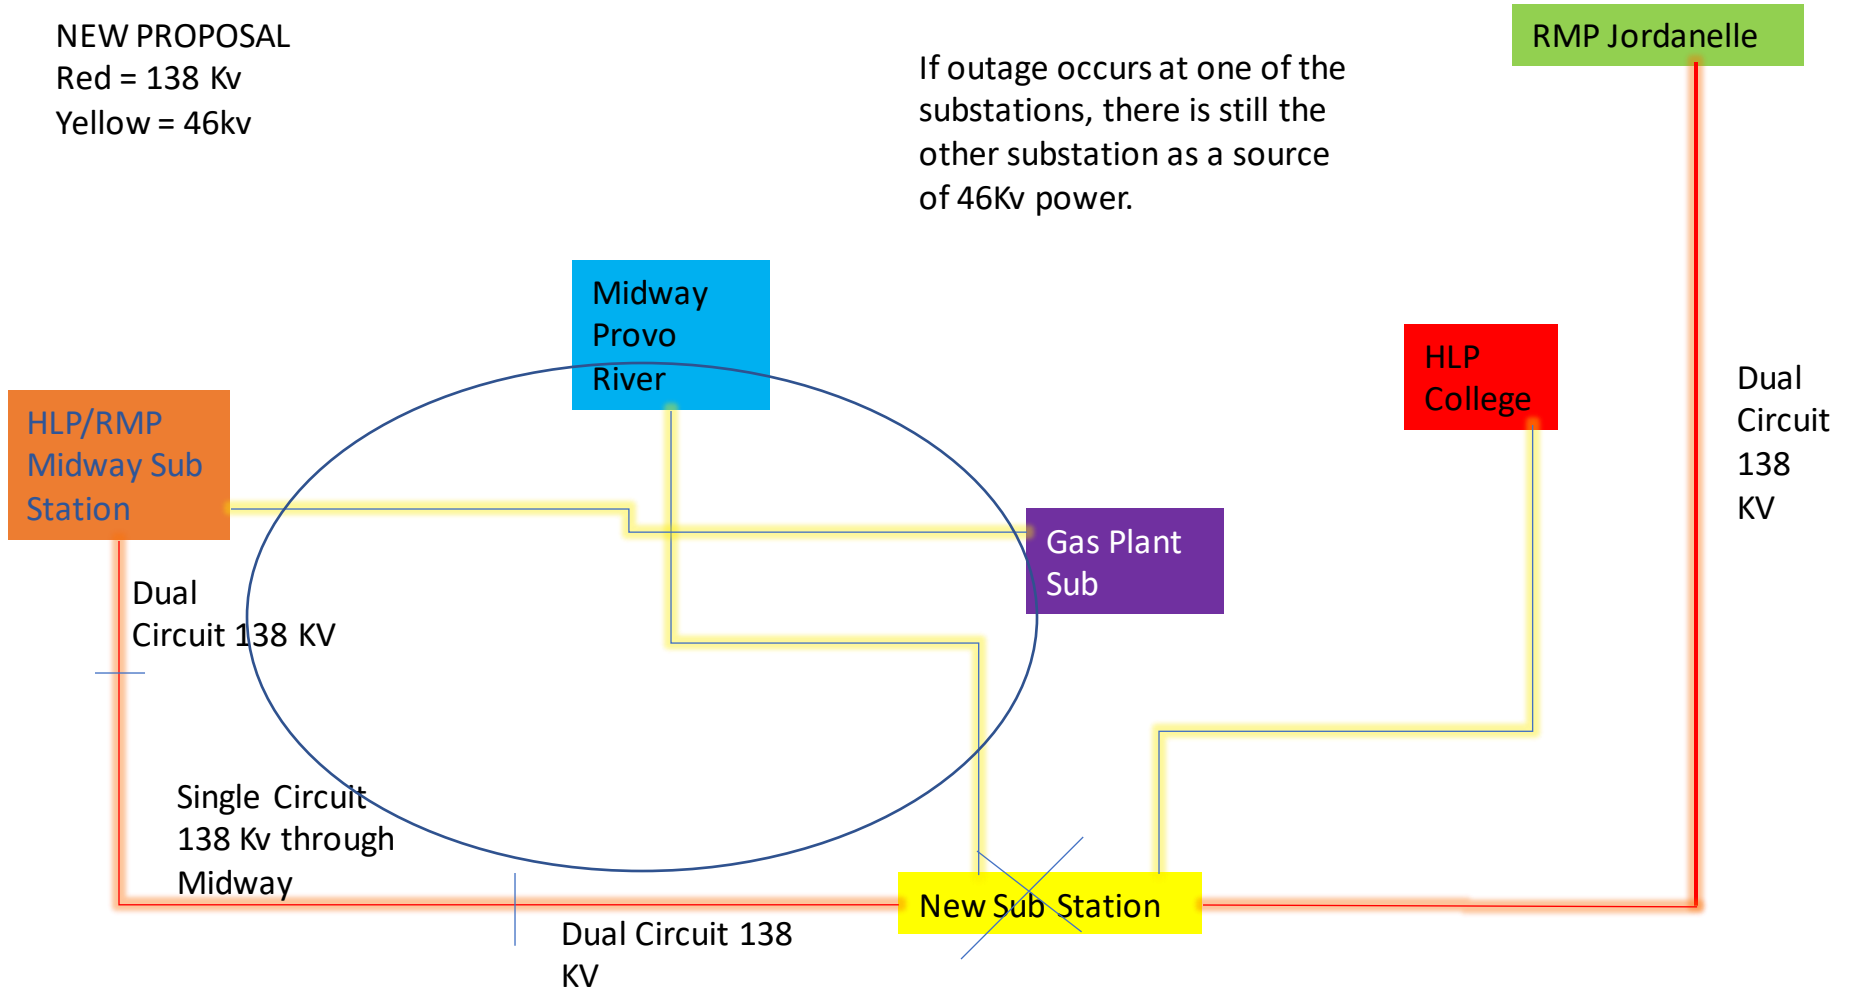 NEW PROPOSAL
Red = 138 Kv
Yellow = 46kv
If outage occurs at one of the
substations, there is still the
other substation as a source
of 46Kv power.
RMP Jordanelle
Midway
Provo
River
HLP
College
Dual
Circuit
138
KV
HLP/RMP
Midway Sub
Station
Gas Plant
Sub
Dual
Circuit 138 KV
Single Circuit
138 Kv through
Midway
New Sub Station
Dual Circuit 138
KV